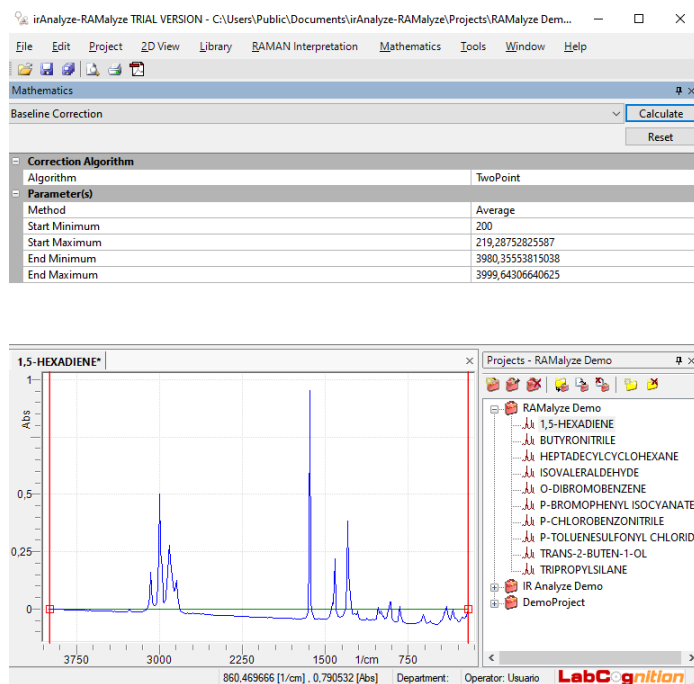 irAnalyze-RAMalyze TRIAL VERSION - C:\Users\Public\Documents\irAnalyze-RAMalyze\Projects\RAMalyze Dem...
File Edit Project 2D View Library RAMAN Interpretation Mathematics Tools Window Help
Mathematics
Baseline Correction Calculate
Reset
Correction Algorithm
Algorithm TwoPoint
Parameter(s)
Method Average
Start Minimum 200
Start Maximum 219,28752825587
End Minimum 3980,35553815038
End Maximum 3999,64306640625
1,5-HEXADIENE*
1
Abs
0,5
0,25
0
3750 3000 2250 1500 1/cm 750
Projects - RAMalyze Demo
RAMalyze Demo
1,5-HEXADIENE
BUTYRONITRILE
HEPTADECYLCYCLOHEXANE
ISOVALERALDEHYDE
O-DIBROMOBENZENE
P-BROMOPHENYL ISOCYANATE
P-CHLOROBENZONITRILE
P-TOLUENESULFONYL CHLORID
TRANS-2-BUTEN-1-OL
TRIPROPYLSILANE
IR Analyze Demo
DemoProject
860,469666 [1/cm] , 0,790532 [Abs] Department: Operator: Usuario LabCognition